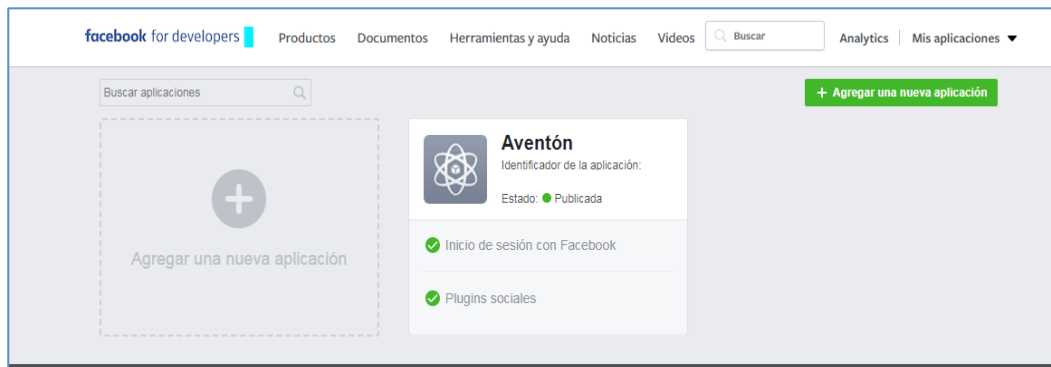 facebook for developers Productos Documentos Herramientas y ayuda Noticias Videos Buscar Analytics Mis aplicaciones
Buscar aplicaciones
+ Agregar una nueva aplicación
Agregar una nueva aplicación
Aventón
Identificador de la aplicación:
Estado: Publicada
Inicio de sesión con Facebook
Plugins sociales